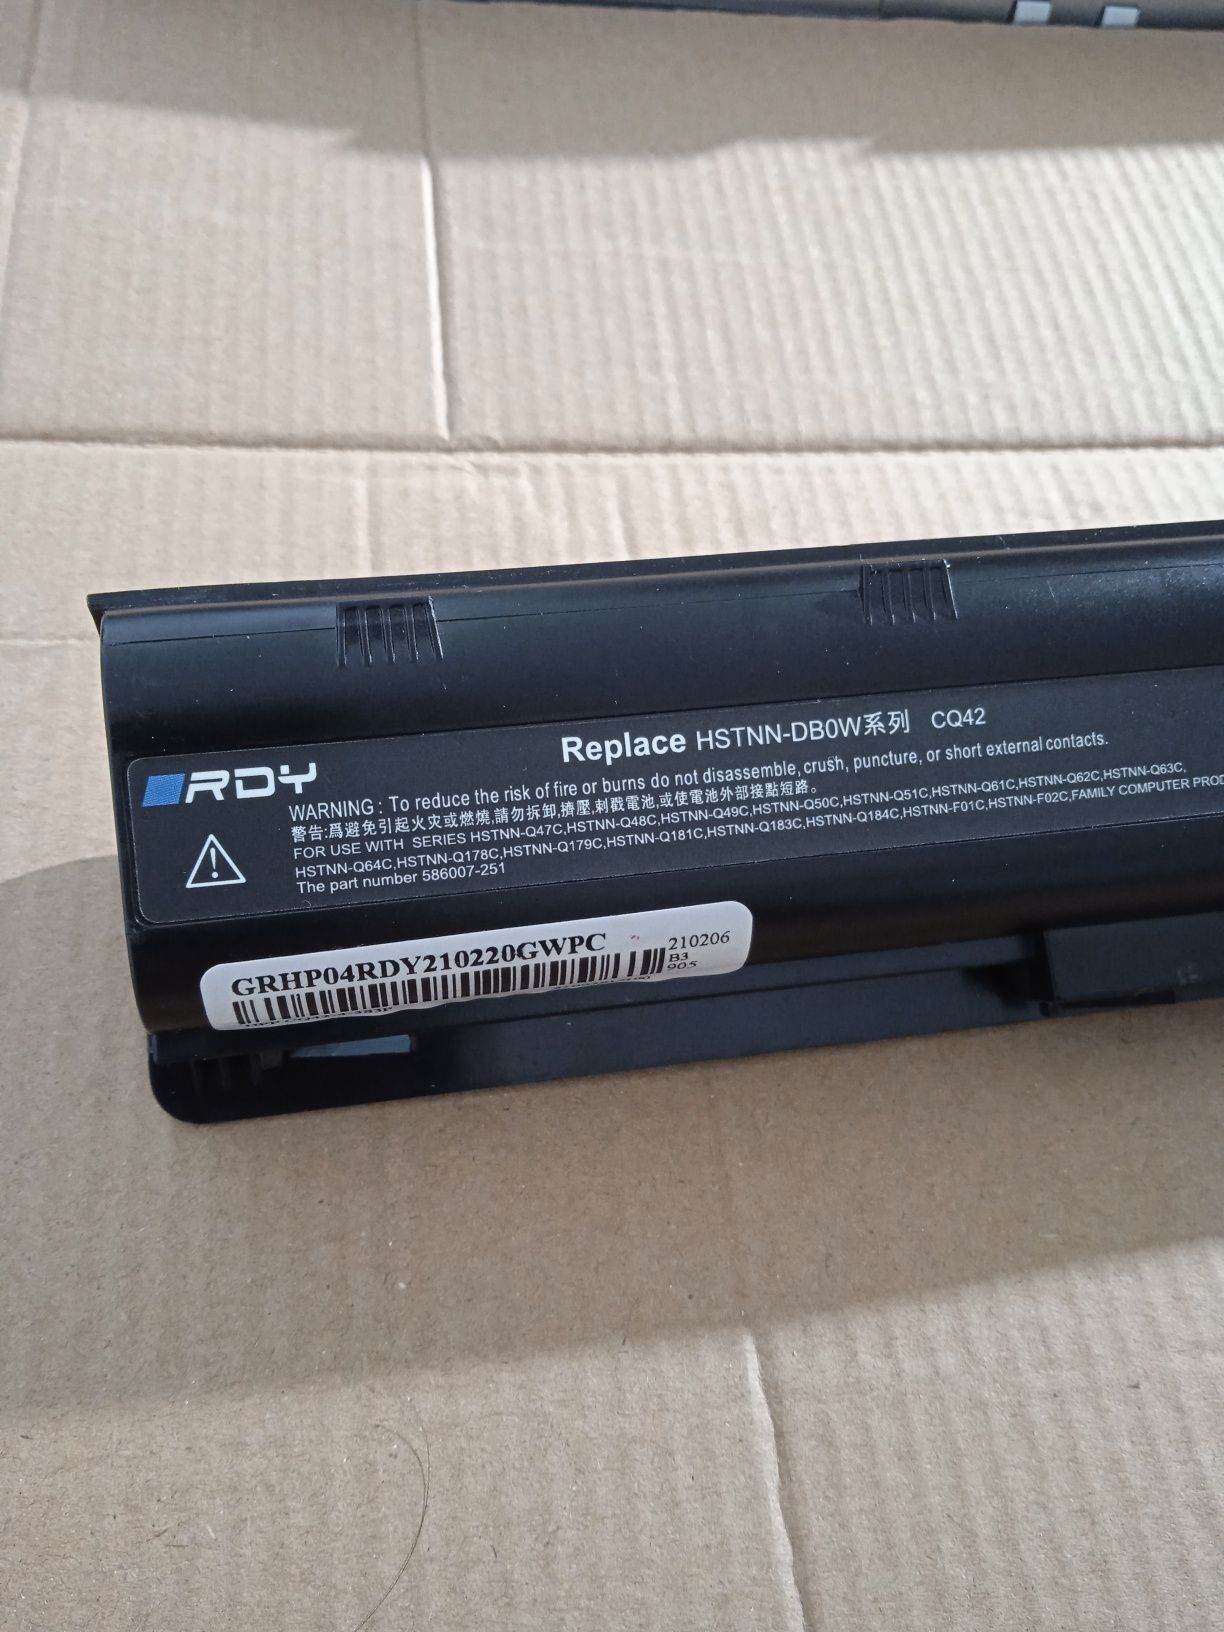 Replace HSTNN-DB0W系列 CQ42
RDY
WARNING : To reduce the risk of fire or burns do not disassemble, crush, puncture, or short external contacts.
警告:爲避免引起火灾或燃燒,請勿拆卸,擠壓,刺戳電池,或使電池外部接點短路。
FOR USE WITH SERIES HSTNN-Q47C,HSTNN-Q48C,HSTNN-Q49C,HSTNN-Q50C,HSTNN-Q51C,HSTNN-Q61C,HSTNN-Q62C,HSTNN-Q63C,
HSTNN-Q64C,HSTNN-Q178C,HSTNN-Q179C,HSTNN-Q181C,HSTNN-Q183C,HSTNN-Q184C,HSTNN-F01C,HSTNN-F02C,FAMILY COMPUTER PROD
The part number 586007-251
GRHP04RDY210220GWPC
210206
B3
905